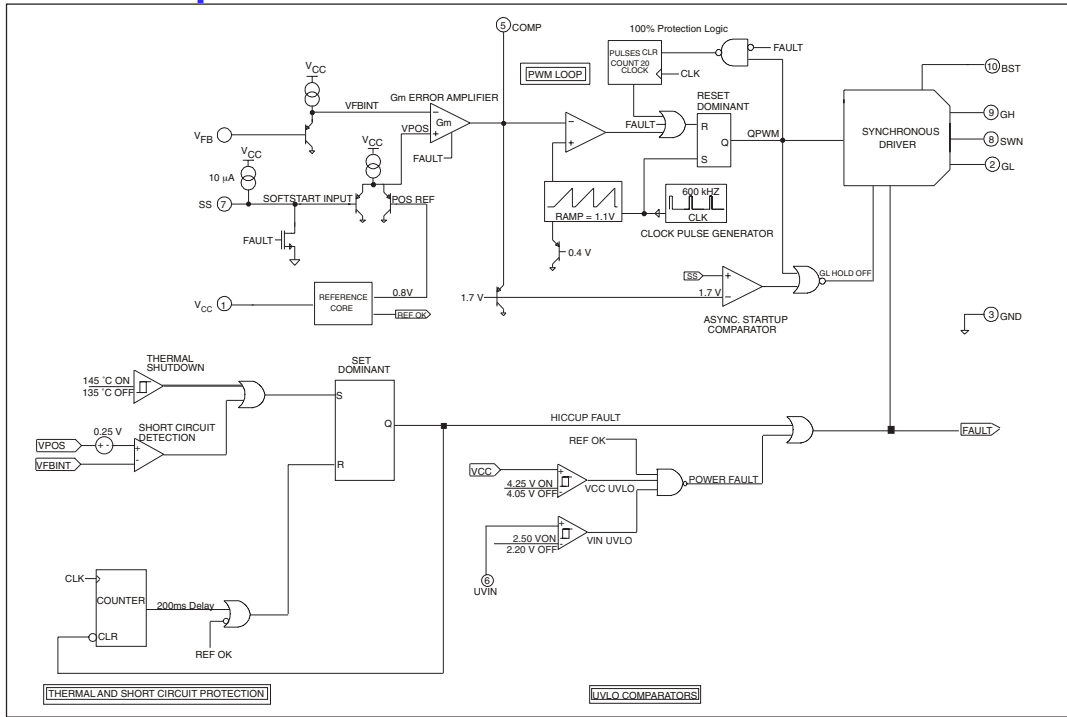 5 COMP
100% Protection Logic
PULSES CLR
COUNT 20
CLOCK
FAULT
CLK
PWM LOOP
10 BST
VCC
Gm ERROR AMPLIFIER
RESET
DOMINANT
VFBINT
−
Gm
+
VPOS
VFB
FAULT
−
+
FAULT
R
Q
S
QPWM
SYNCHRONOUS
DRIVER
9 GH
8 SWN
2 GL
VCC
VCC
10 µA
SS 7
SOFTSTART INPUT
POS REF
FAULT
RAMP = 1.1V
600 kHZ
CLK
CLOCK PULSE GENERATOR
0.4 V
SS
+
−
GL HOLD OFF
1.7 V
1.7 V
ASYNC. STARTUP
COMPARATOR
VCC 1
REFERENCE
CORE
0.8V
REF OK
3 GND
THERMAL
SHUTDOWN
145 ˚C ON
135 ˚C OFF
SET
DOMINANT
S
Q
R
0.25 V
SHORT CIRCUIT
DETECTION
VPOS
+ -
+
-
VFBINT
HICCUP FAULT
FAULT
REF OK
VCC
+
-
4.25 V ON
4.05 V OFF
VCC UVLO
POWER FAULT
+
-
2.50 VON
2.20 V OFF
VIN UVLO
6
UVIN
CLK
COUNTER
CLR
200ms Delay
REF OK
THERMAL AND SHORT CIRCUIT PROTECTION
UVLO COMPARATORS